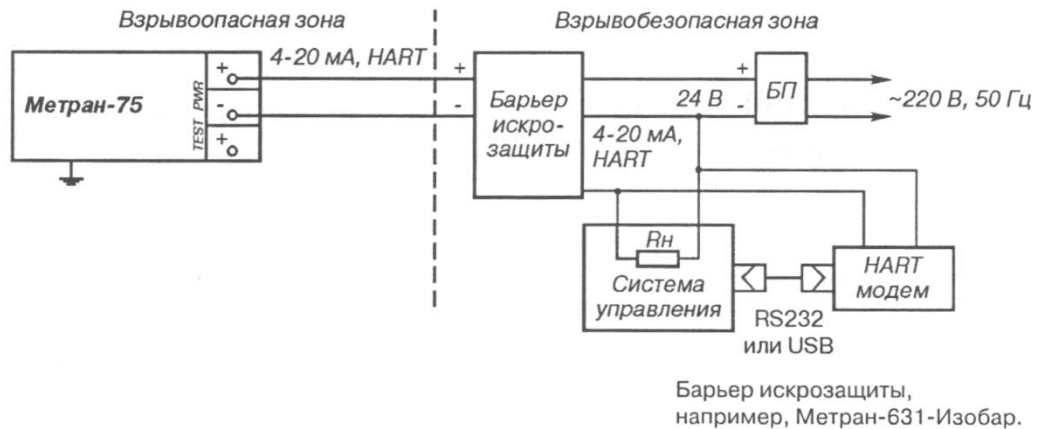 Взрывоопасная зона
Взрывобезопасная зона
Метран-75
TEST PWR
+
-
+
4-20 мА, HART
+
-
Барьер
искро-
защиты
+
24 В
-
БП
~220 В, 50 Гц
4-20 мА,
HART
Rн
Система
управления
HART
модем
RS232
или USB
Барьер искрозащиты,
например, Метран-631-Изобар.